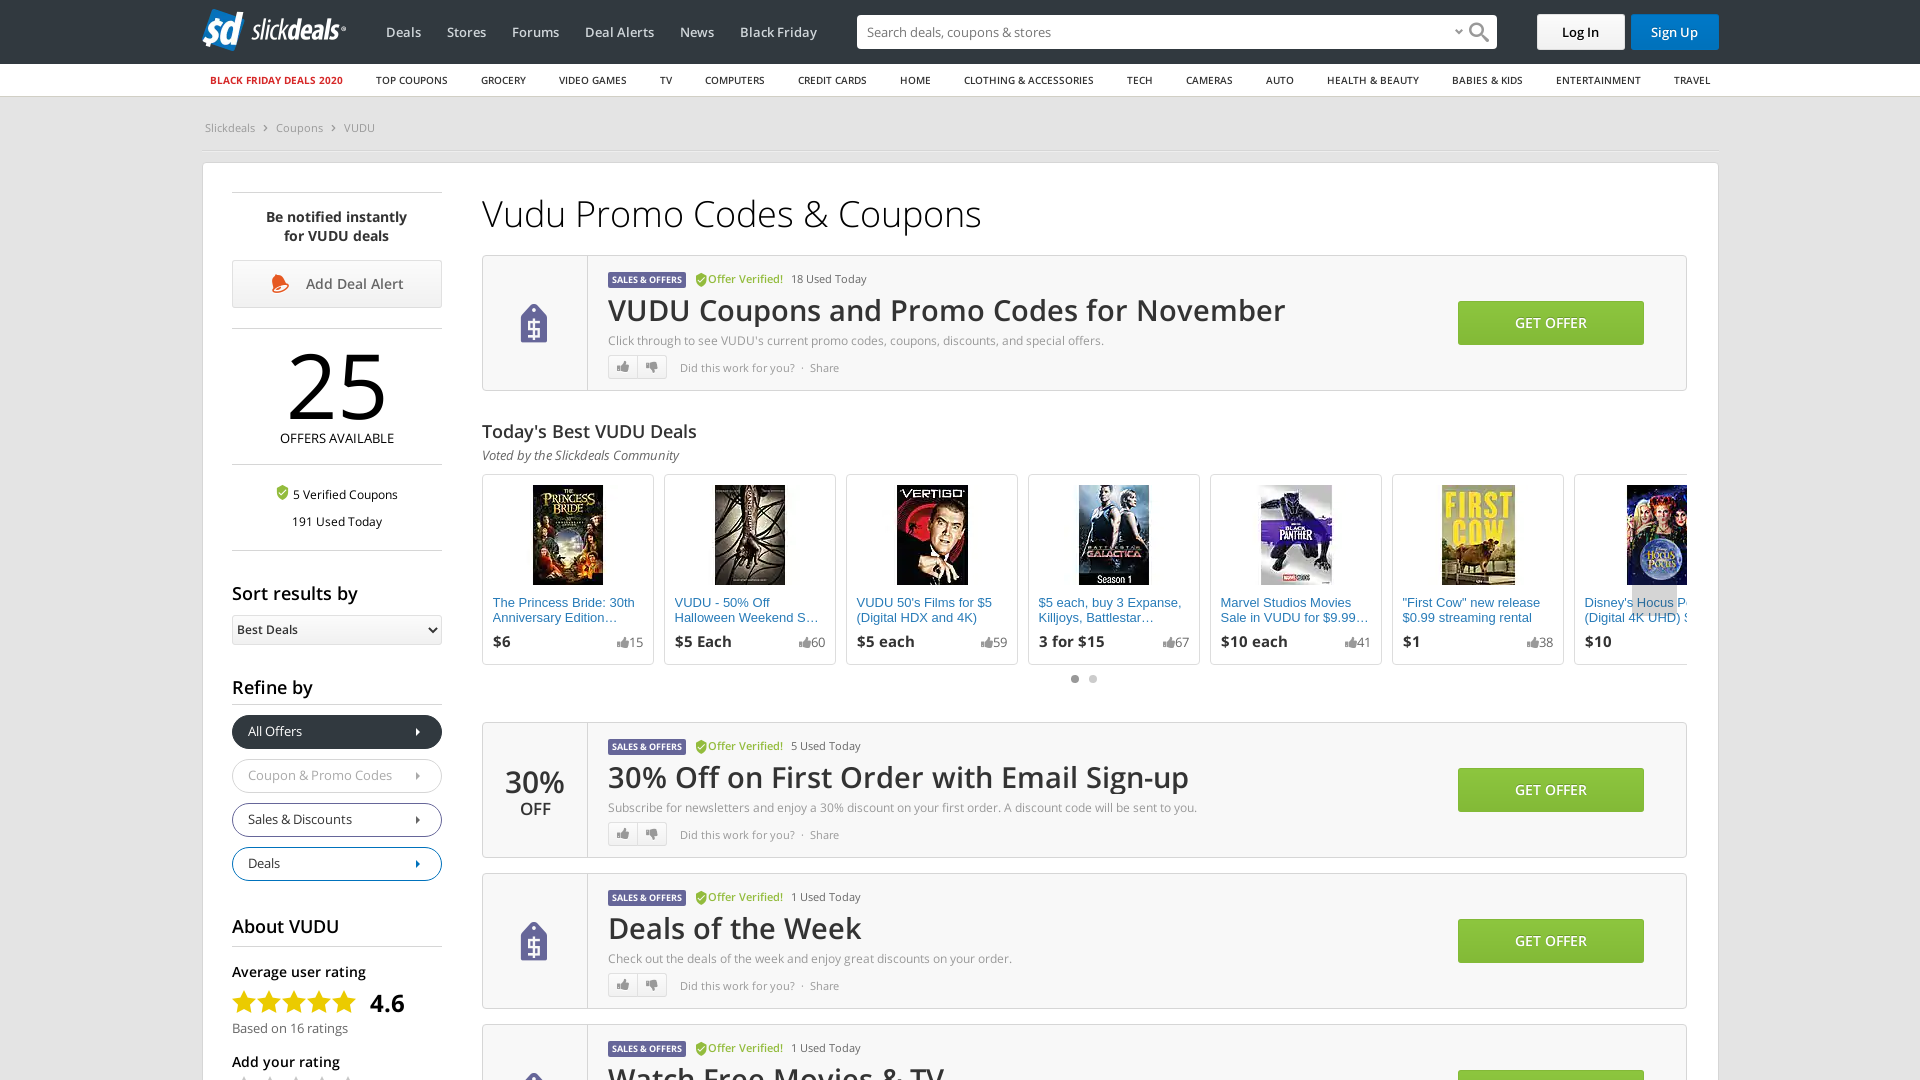 sd slickdeals
Deals Stores Forums Deal Alerts News Black Friday
Search deals, coupons & stores
Log In Sign Up
BLACK FRIDAY DEALS 2020 TOP COUPONS GROCERY VIDEO GAMES TV COMPUTERS CREDIT CARDS HOME CLOTHING & ACCESSORIES TECH CAMERAS AUTO HEALTH & BEAUTY BABIES & KIDS ENTERTAINMENT TRAVEL
Slickdeals > Coupons > VUDU
Be notified instantly
for VUDU deals
Add Deal Alert
25
OFFERS AVAILABLE
5 Verified Coupons
191 Used Today
Sort results by
Best Deals
Refine by
All Offers
Coupon & Promo Codes
Sales & Discounts
Deals
About VUDU
Average user rating
4.6
Based on 16 ratings
Add your rating
Vudu Promo Codes & Coupons
SALES & OFFERS Offer Verified! 18 Used Today
VUDU Coupons and Promo Codes for November
Click through to see VUDU's current promo codes, coupons, discounts, and special offers.
Did this work for you? · Share
GET OFFER
Today's Best VUDU Deals
Voted by the Slickdeals Community
THE PRINCESS BRIDE
The Princess Bride: 30th
Anniversary Edition…
$6 15
VUDU - 50% Off
Halloween Weekend S…
$5 Each 60
VERTIGO
VUDU 50's Films for $5
(Digital HDX and 4K)
$5 each 59
BATTLESTAR
GALACTICA
Season 1
$5 each, buy 3 Expanse,
Killjoys, Battlestar…
3 for $15 67
BLACK
PANTHER
Marvel Studios Movies
Sale in VUDU for $9.99…
$10 each 41
FIRST
COW
"First Cow" new release
$0.99 streaming rental
$1 38
HOCUS
POCUS
Disney's Hocus P
(Digital 4K UHD) $
$10
30%
OFF
SALES & OFFERS Offer Verified! 5 Used Today
30% Off on First Order with Email Sign-up
Subscribe for newsletters and enjoy a 30% discount on your first order. A discount code will be sent to you.
Did this work for you? · Share
GET OFFER
SALES & OFFERS Offer Verified! 1 Used Today
Deals of the Week
Check out the deals of the week and enjoy great discounts on your order.
Did this work for you? · Share
GET OFFER
SALES & OFFERS Offer Verified! 1 Used Today
Watch Free Movies & TV